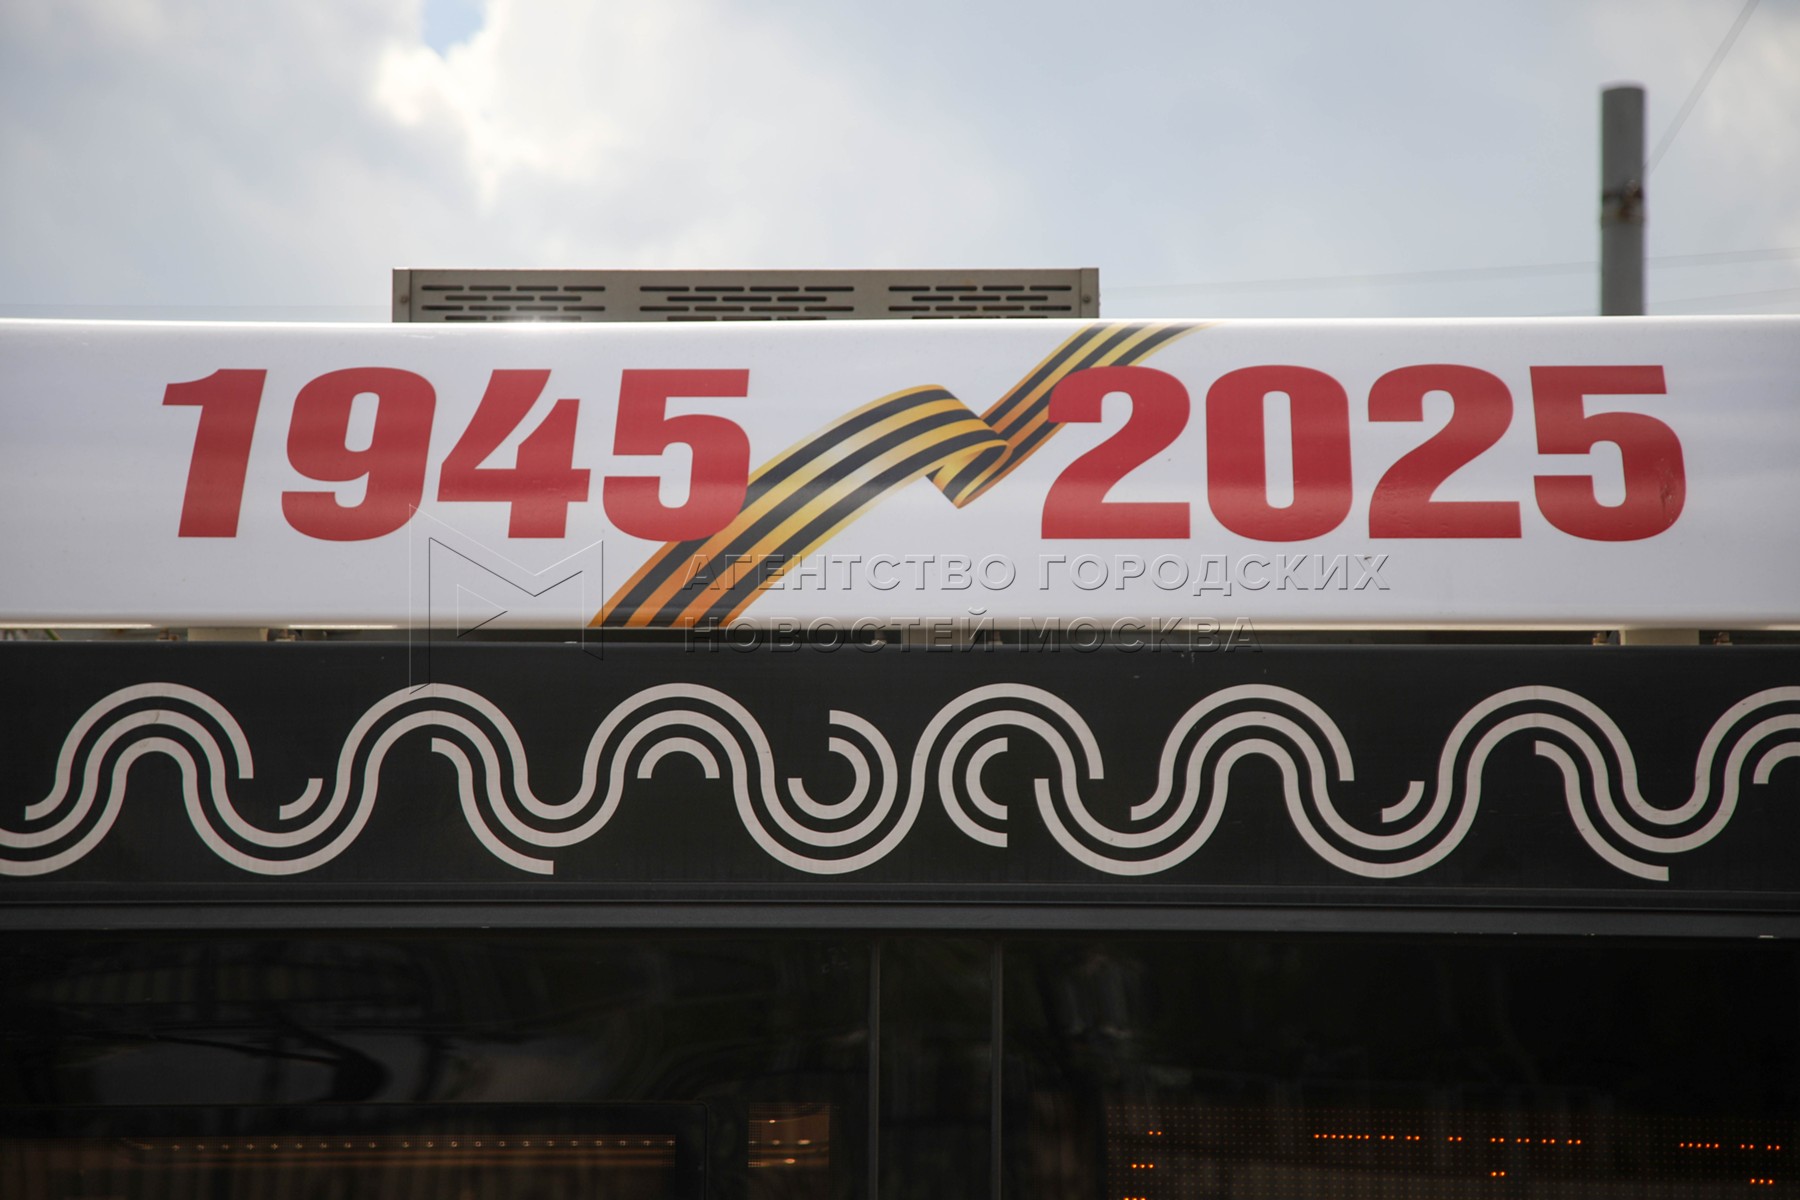 1945 2025
АГЕНТСТВО ГОРОДСКИХ
НОВОСТЕЙ МОСКВА